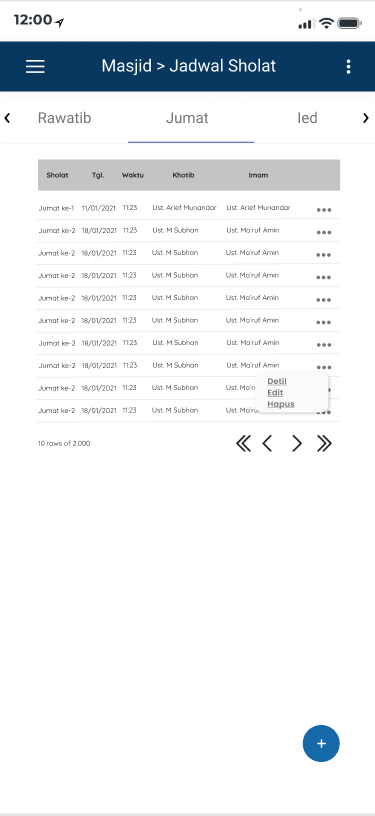 12:00
Masjid > Jadwal Sholat
Rawatib Jumat Ied
Sholat Tgl. Waktu Khotib Imam
Jumat ke-1 11/01/2021 11:23 Ust. Arief Munandar Ust. Arief Munandar
Jumat ke-2 18/01/2021 11:23 Ust. M Subhan Ust. Ma'ruf Amin
Jumat ke-2 18/01/2021 11:23 Ust. M Subhan Ust. Ma'ruf Amin
Jumat ke-2 18/01/2021 11:23 Ust. M Subhan Ust. Ma'ruf Amin
Jumat ke-2 18/01/2021 11:23 Ust. M Subhan Ust. Ma'ruf Amin
Jumat ke-2 18/01/2021 11:23 Ust. M Subhan Ust. Ma'ruf Amin
Jumat ke-2 18/01/2021 11:23 Ust. M Subhan Ust. Ma'ruf Amin
Jumat ke-2 18/01/2021 11:23 Ust. M Subhan Ust. Ma'ruf Amin
Detil
Jumat ke-2 18/01/2021 11:23 Ust. M Subhan Ust.
Edit
Hapus
Jumat ke-2 18/01/2021 11:23 Ust. M Subhan Ust.
10 rows of 2.000
+